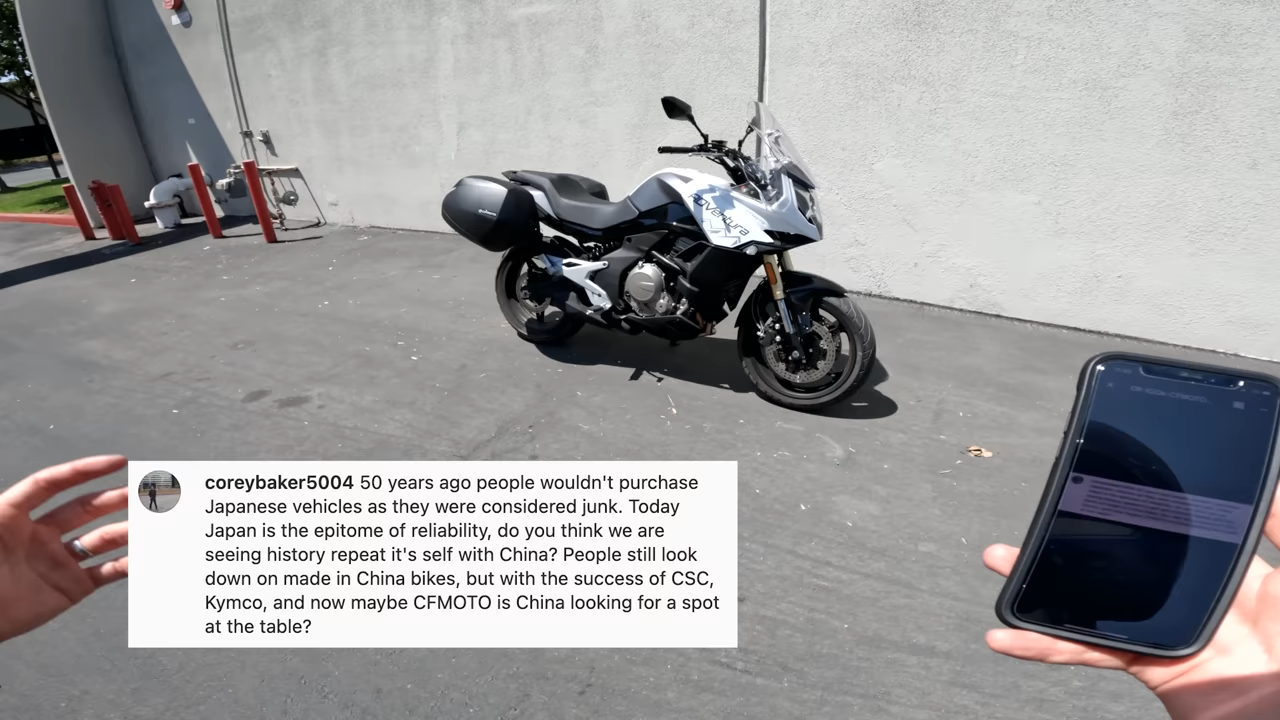 ADVentura
coreybaker5004 50 years ago people wouldn't purchase
Japanese vehicles as they were considered junk. Today
Japan is the epitome of reliability, do you think we are
seeing history repeat it's self with China? People still look
down on made in China bikes, but with the success of CSC,
Kymco, and now maybe CFMOTO is China looking for a spot
at the table?